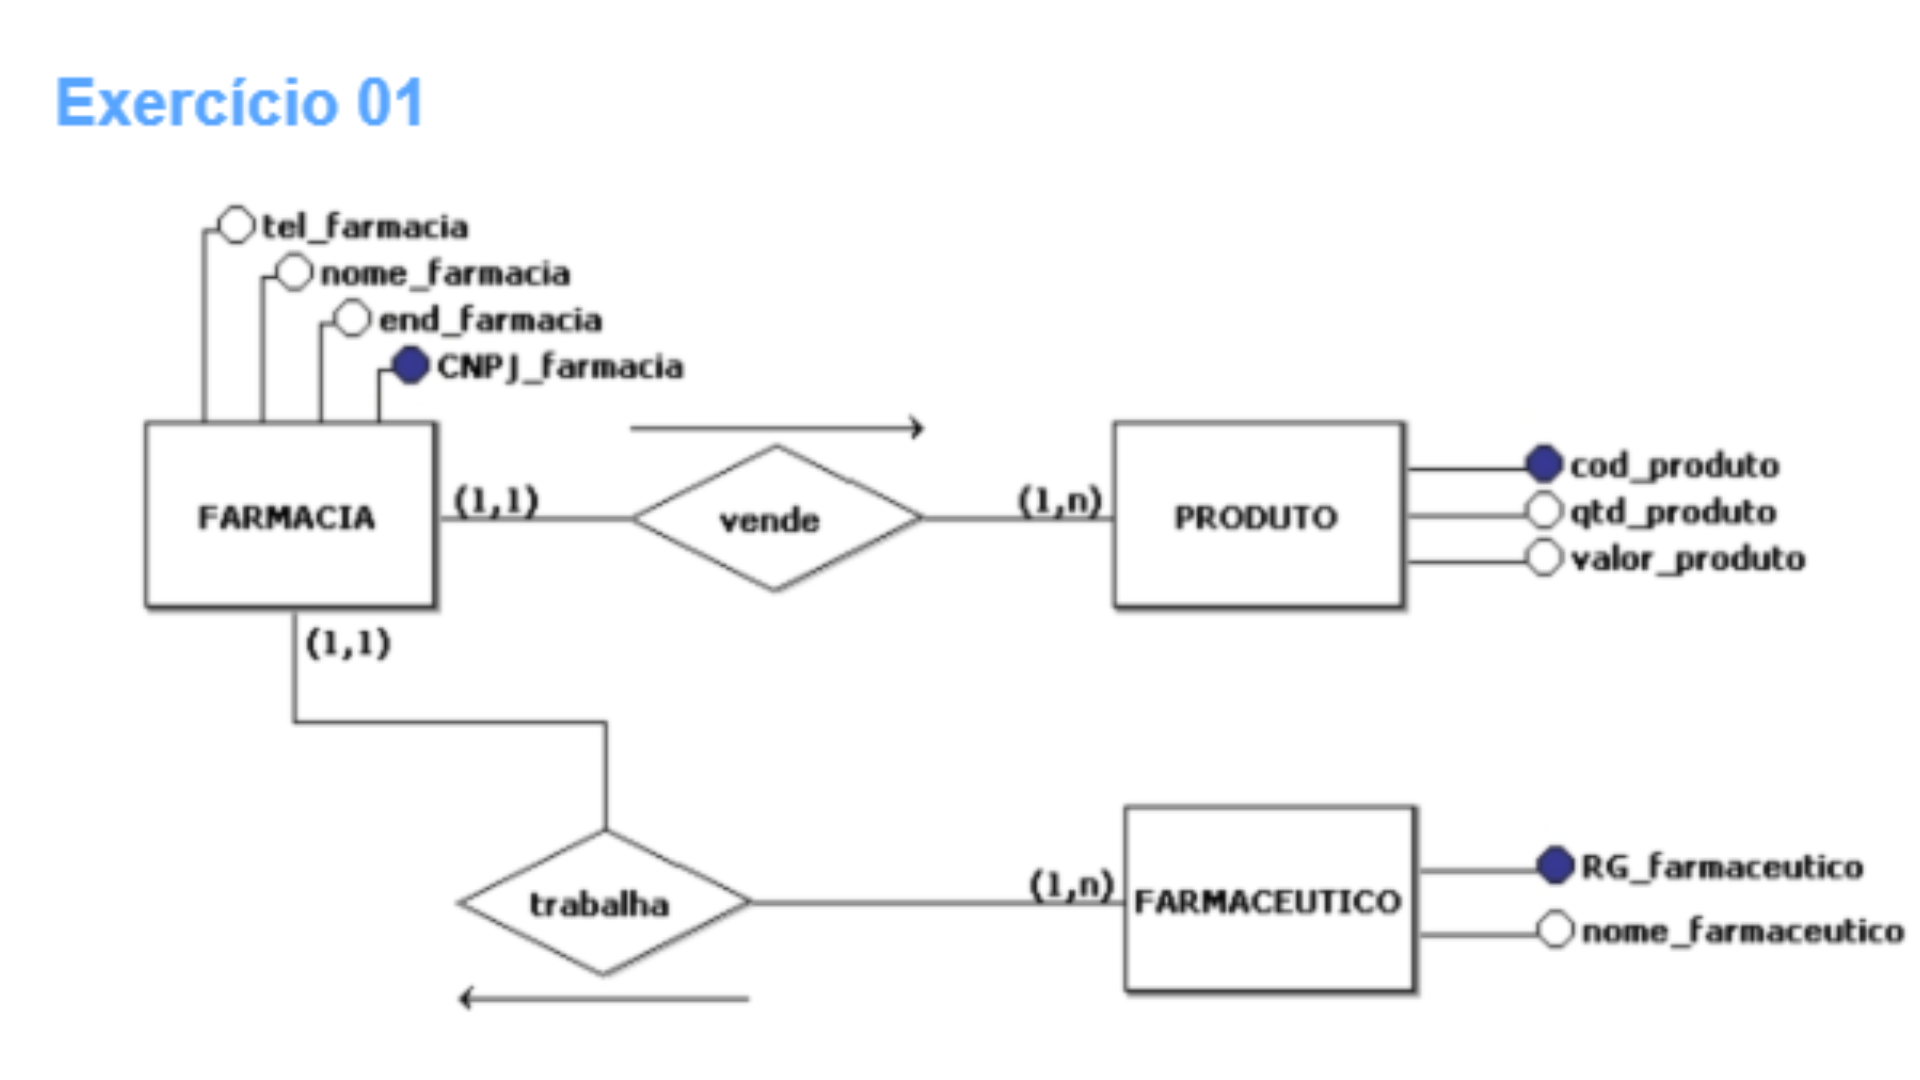 Exercício 01
tel_farmacia
nome_farmacia
end_farmacia
CNPJ_farmacia
FARMACIA
(1,1)
vende
(1,n)
PRODUTO
cod_produto
qtd_produto
valor_produto
(1,1)
trabalha
(1,n)
FARMACEUTICO
RG_farmaceutico
nome_farmaceutico